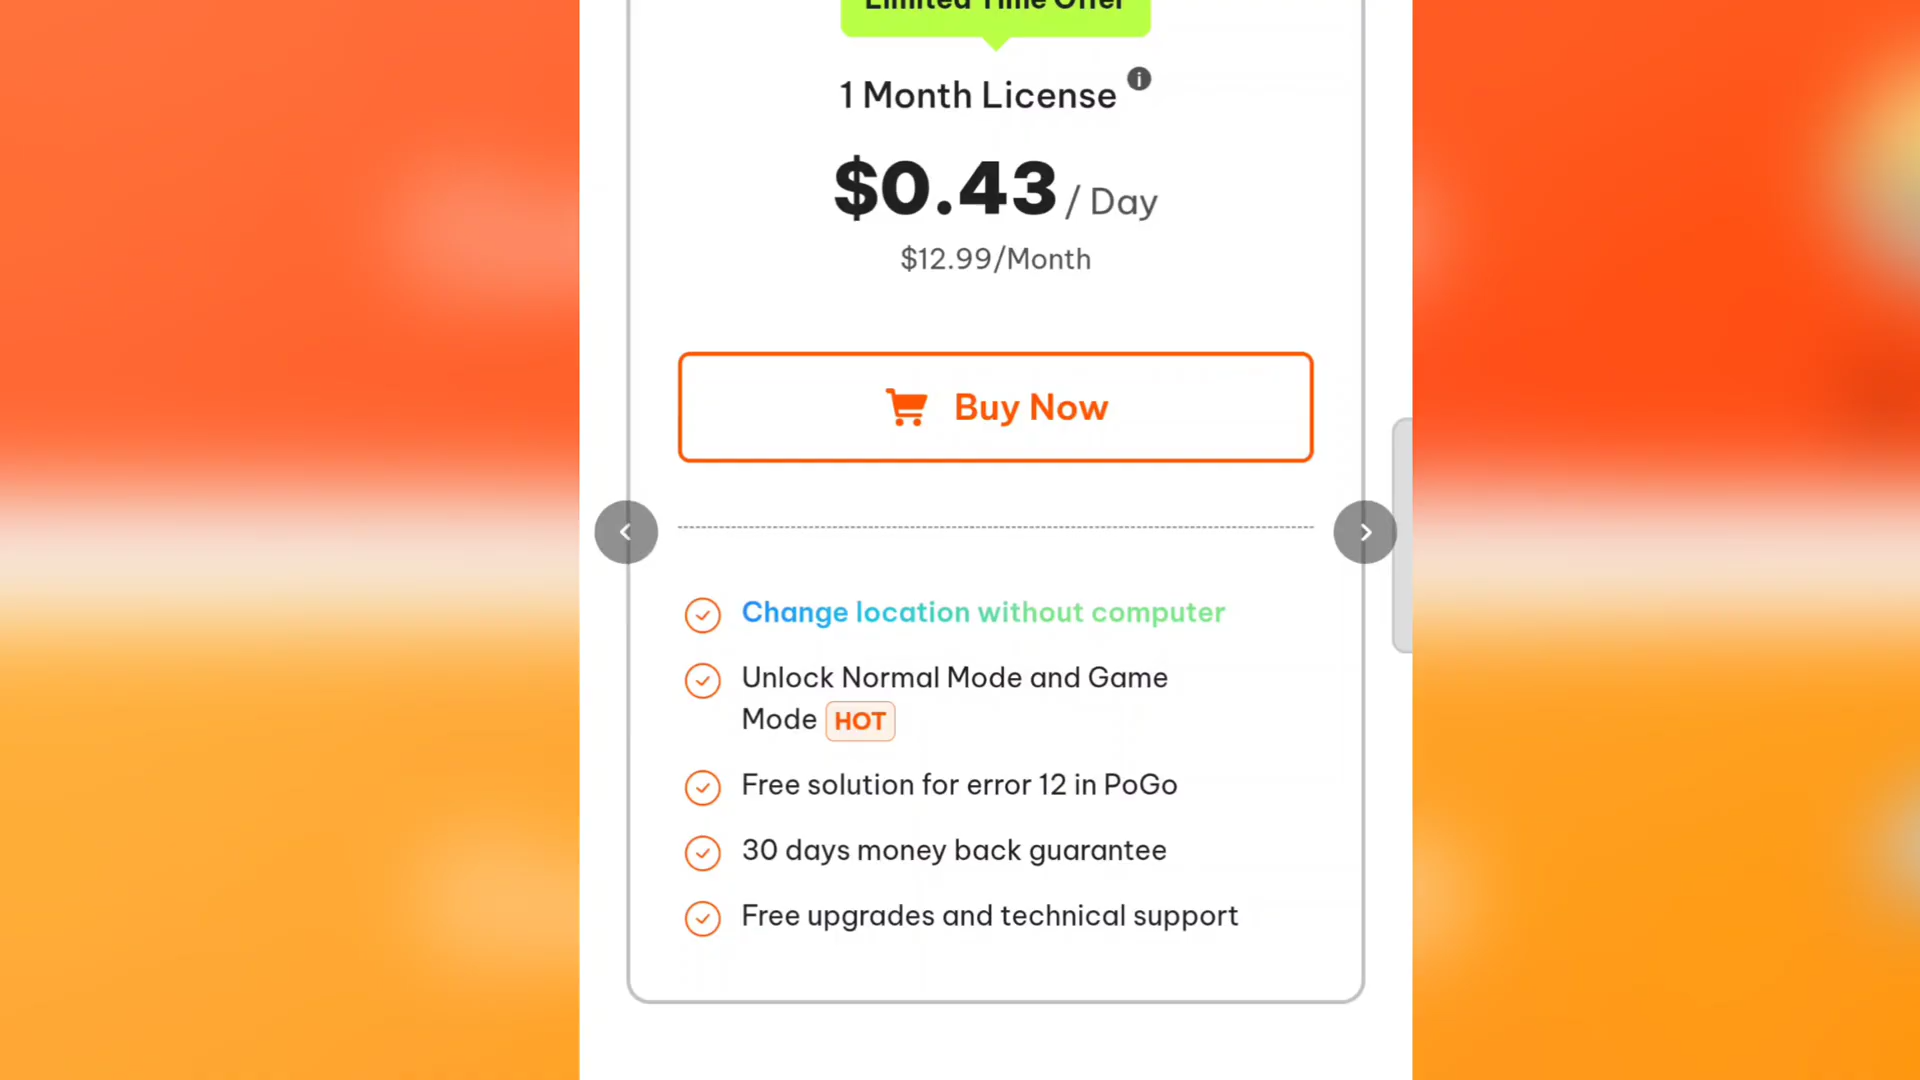 Limited Time Offer
1 Month License
$0.43 / Day
$12.99/Month
Buy Now
Change location without computer
Unlock Normal Mode and Game
Mode HOT
Free solution for error 12 in PoGo
30 days money back guarantee
Free upgrades and technical support